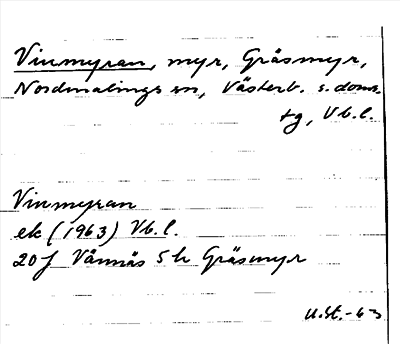 Vinmyran, myr, Gräsmyr,
Nordmalings sn, Västerb. s. doms.
tg, Vb. l.
Vinmyran
ek (1963) Vb. l.
20 J Vännäs 5 h Gräsmyr
U.St.-63